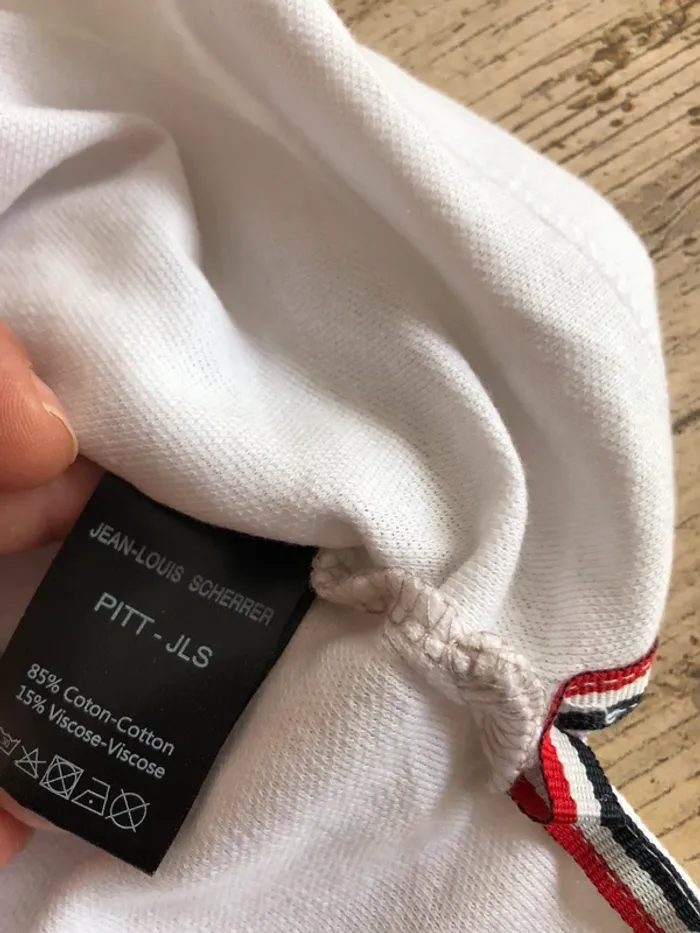 JEAN-LOUIS SCHERRER
PITT - JLS
85% Coton-Cotton
15% Viscose-Viscose